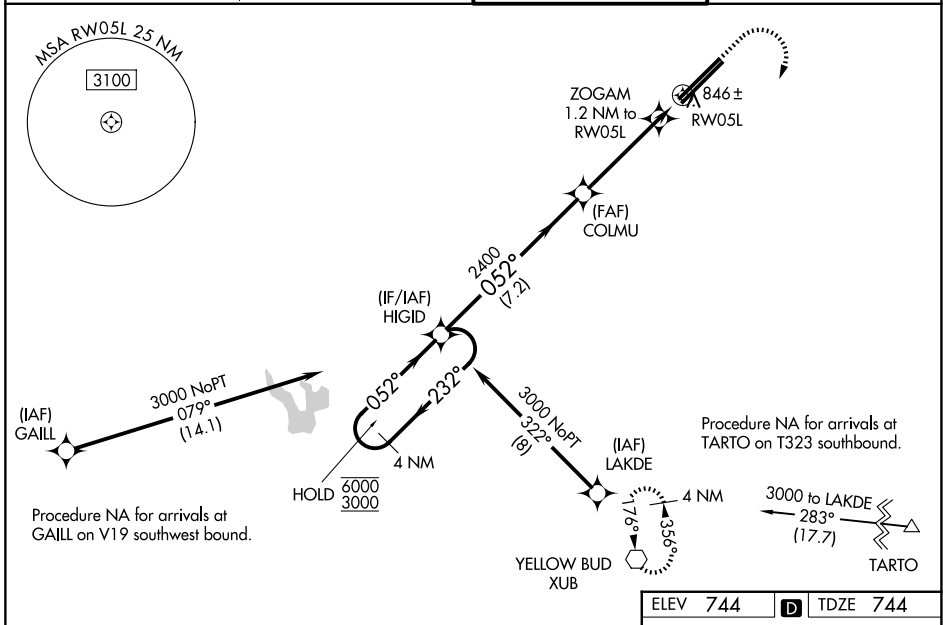 MSA RW05L 25 NM
3100
ZOGAM
1.2 NM to
RW05L
846 ±
RW05L
(FAF)
COLMU
2400
052°
(7.2)
(IF/IAF)
HIGID
052°
232°
3000 NoPT
079°
(14.1)
(IAF)
GAILL
3000 NoPT
322°
(8)
Procedure NA for arrivals at
TARTO on T323 southbound.
4 NM
HOLD 6000
3000
(IAF)
LAKDE
4 NM
176°
356°
3000 to LAKDE
283°
(17.7)
TARTO
Procedure NA for arrivals at
GAILL on V19 southwest bound.
YELLOW BUD
XUB
ELEV 744 D TDZE 744